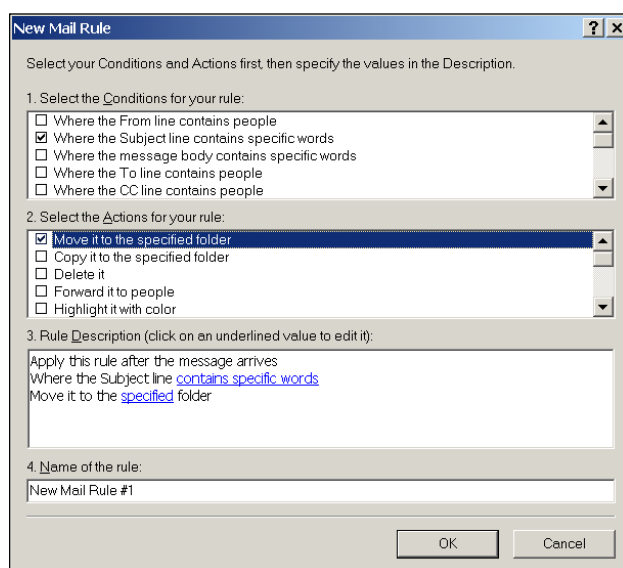 New Mail Rule
Select your Conditions and Actions first, then specify the values in the Description.
1. Select the Conditions for your rule:
Where the From line contains people
Where the Subject line contains specific words
Where the message body contains specific words
Where the To line contains people
Where the CC line contains people
2. Select the Actions for your rule:
Move it to the specified folder
Copy it to the specified folder
Delete it
Forward it to people
Highlight it with color
3. Rule Description (click on an underlined value to edit it):
Apply this rule after the message arrives
Where the Subject line contains specific words
Move it to the specified folder
4. Name of the rule:
New Mail Rule #1
OK Cancel